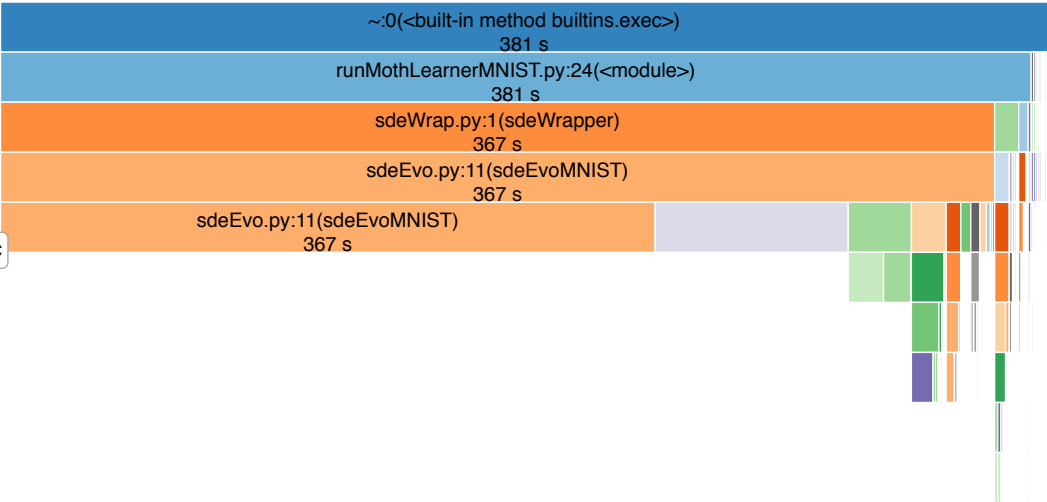 ~:0(<built-in method builtins.exec>)
381 s
runMothLearnerMNIST.py:24(<module>)
381 s
sdeWrap.py:1(sdeWrapper)
367 s
sdeEvo.py:11(sdeEvoMNIST)
367 s
sdeEvo.py:11(sdeEvoMNIST)
367 s